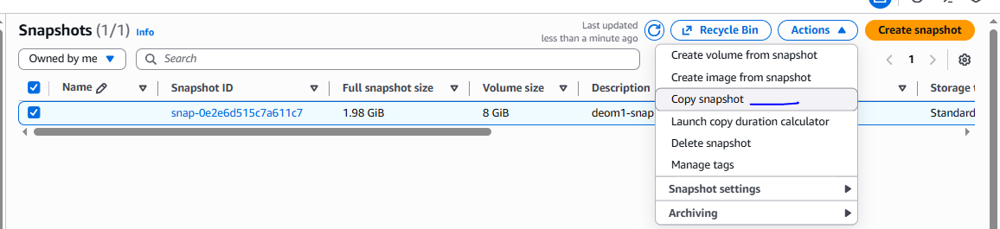 Snapshots (1/1) Info
Last updated
less than a minute ago
Recycle Bin
Actions
Create snapshot
Owned by me
Search
1
Name
Snapshot ID
Full snapshot size
Volume size
Description
Storage t
snap-0e2e6d515c7a611c7
1.98 GiB
8 GiB
deom1-snap
Standard
Create volume from snapshot
Create image from snapshot
Copy snapshot
Launch copy duration calculator
Delete snapshot
Manage tags
Snapshot settings
Archiving